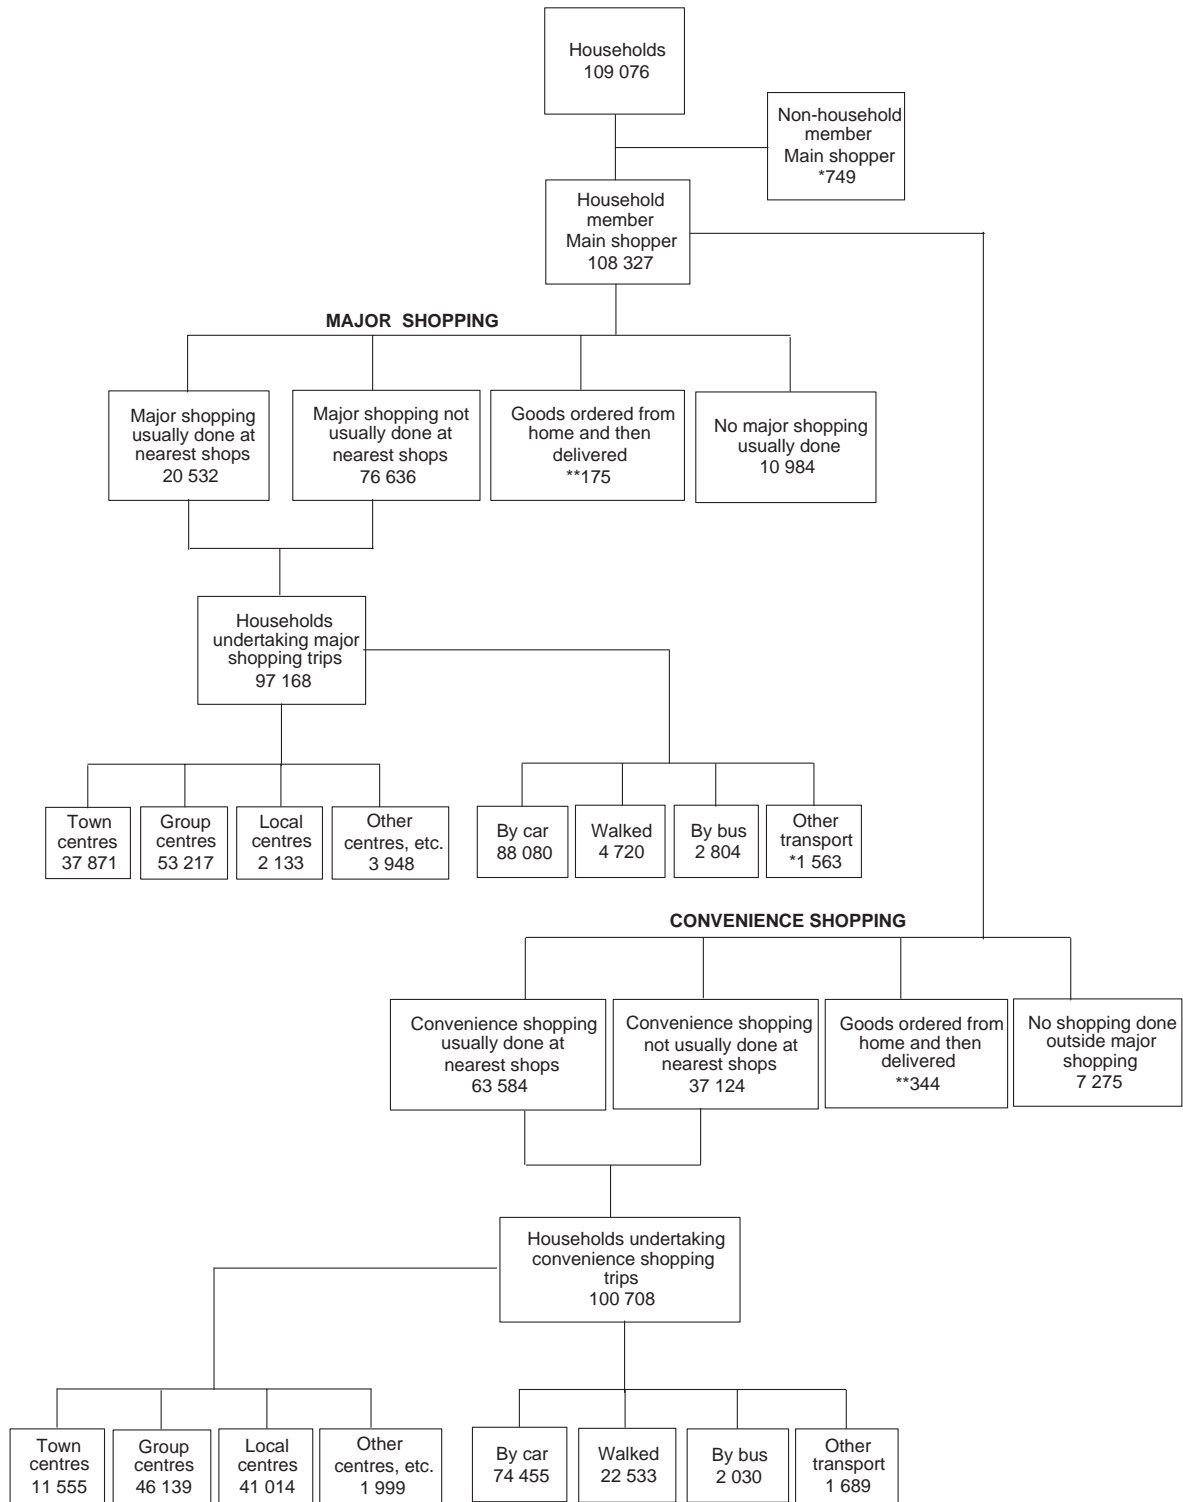 Households
109 076
Non-household
member
Main shopper
*749
Household
member
Main shopper
108 327
MAJOR SHOPPING
Major shopping
usually done at
nearest shops
20 532
Major shopping not
usually done at
nearest shops
76 636
Goods ordered from
home and then
delivered
**175
No major shopping
usually done
10 984
Households
undertaking major
shopping trips
97 168
Town
centres
37 871
Group
centres
53 217
Local
centres
2 133
Other
centres, etc.
3 948
By car
88 080
Walked
4 720
By bus
2 804
Other
transport
*1 563
CONVENIENCE SHOPPING
Convenience shopping
usually done at
nearest shops
63 584
Convenience shopping
not usually done at
nearest shops
37 124
Goods ordered from
home and then
delivered
**344
No shopping done
outside major
shopping
7 275
Households undertaking
convenience shopping
trips
100 708
Town
centres
11 555
Group
centres
46 139
Local
centres
41 014
Other
centres, etc.
1 999
By car
74 455
Walked
22 533
By bus
2 030
Other
transport
1 689